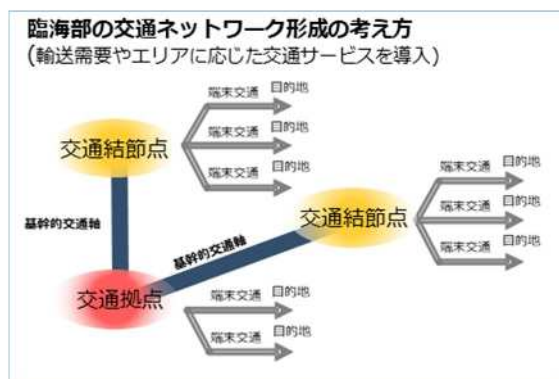 臨海部の交通ネットワーク形成の考え方
(輸送需要やエリアに応じた交通サービスを導入)
端末交通 目的地
端末交通 目的地
端末交通 目的地
交通結節点
基幹的交通軸
端末交通 目的地
端末交通 目的地
端末交通 目的地
交通結節点
基幹的交通軸
交通拠点
端末交通 目的地
端末交通 目的地